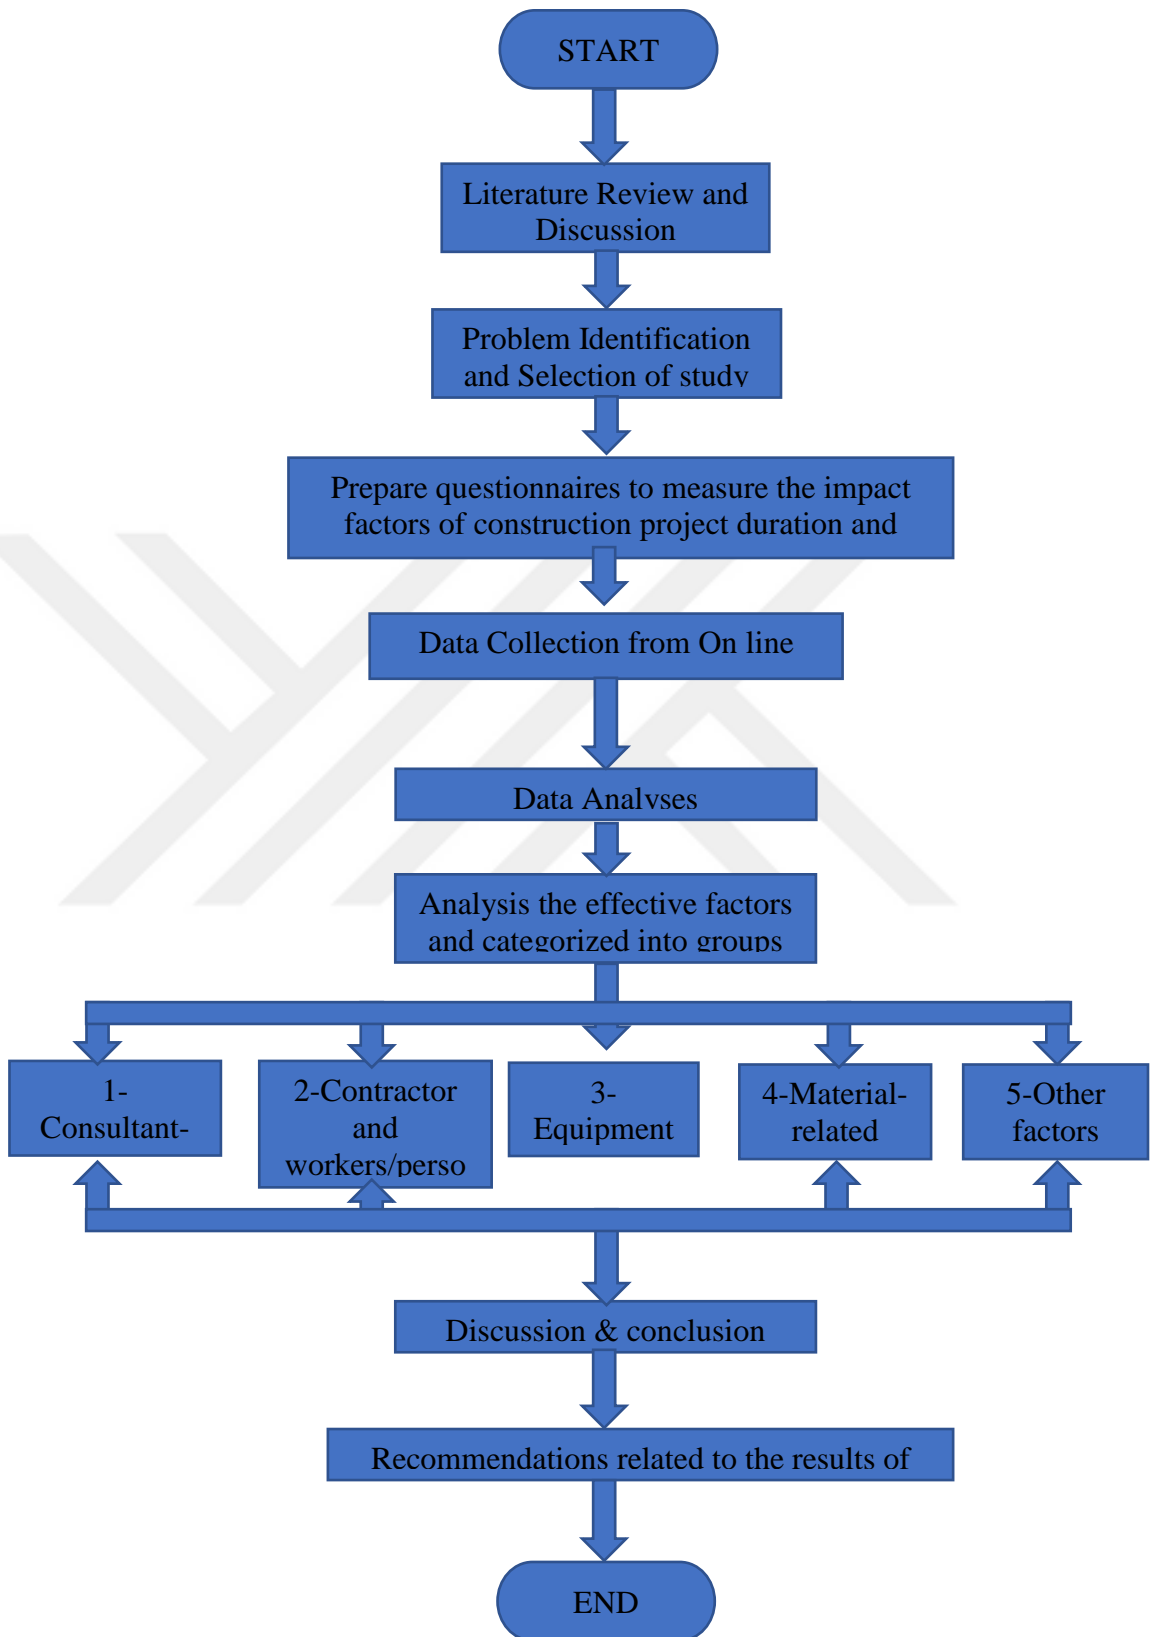 START
Literature Review and
Discussion
Problem Identification
and Selection of study
Prepare questionnaires to measure the impact
factors of construction project duration and
Data Collection from On line
Data Analyses
Analysis the effective factors
and categorized into groups
1-
Consultant-
2-Contractor
and
workers/perso
3-
Equipment
4-Material-
related
5-Other
factors
Discussion & conclusion
Recommendations related to the results of
END